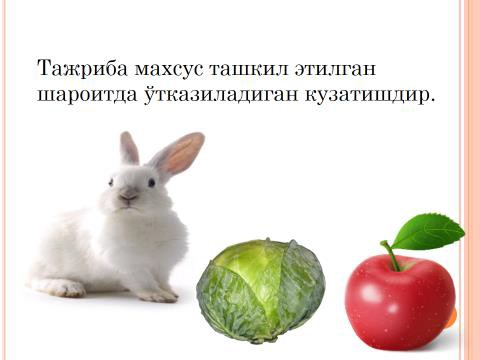 Тажриба махсус ташкил этилган
шароитда ўтказиладиган кузатишдир.